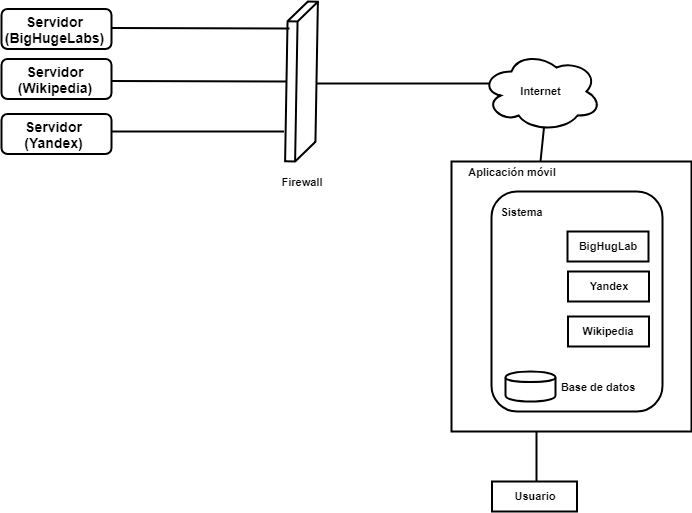 Servidor
(BigHugeLabs)
Servidor
(Wikipedia)
Servidor
(Yandex)
Firewall
Internet
Aplicación móvil
Sistema
BigHugLab
Yandex
Wikipedia
Base de datos
Usuario